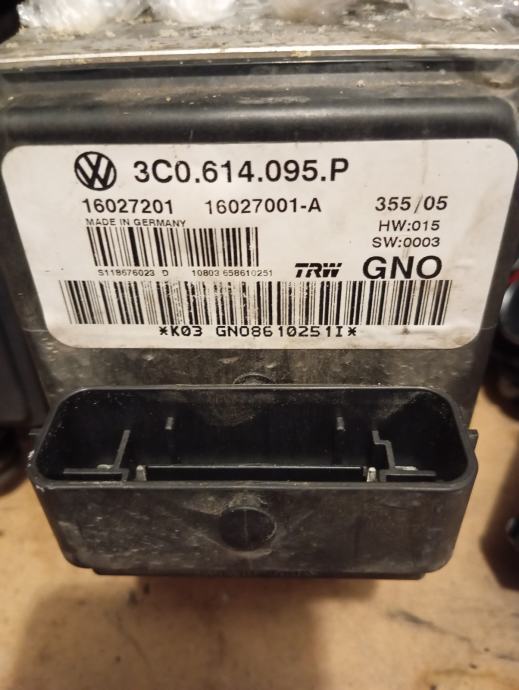 3C0.614.095.P
16027201 16027001-A 355/05
MADE IN GERMANY HW:015
SW:0003
S118676023 D 10803 658610251 TRW GNO
*K03 GNO8610251I*